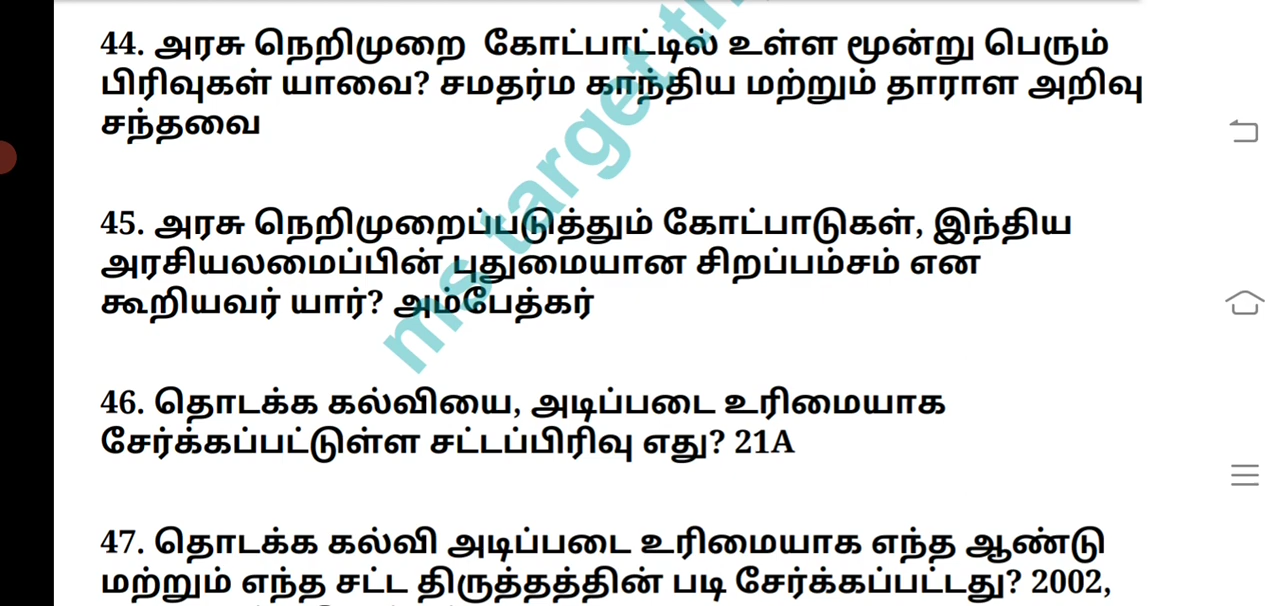 44. அரசு நெறிமுறை கோட்பாட்டில் உள்ள மூன்று பெரும்
பிரிவுகள் யாவை? சமதர்ம காந்திய மற்றும் தாராள அறிவு
சந்தவை
45. அரசு நெறிமுறைப்படுத்தும் கோட்பாடுகள், இந்திய
அரசியலமைப்பின் புதுமையான சிறப்பம்சம் என
கூறியவர் யார்? அம்பேத்கர்
46. தொடக்க கல்வியை, அடிப்படை உரிமையாக
சேர்க்கப்பட்டுள்ள சட்டப்பிரிவு எது? 21A
47. தொடக்க கல்வி அடிப்படை உரிமையாக எந்த ஆண்டு
மற்றும் எந்த சட்ட திருத்தத்தின் படி சேர்க்கப்பட்டது? 2002,
ms target